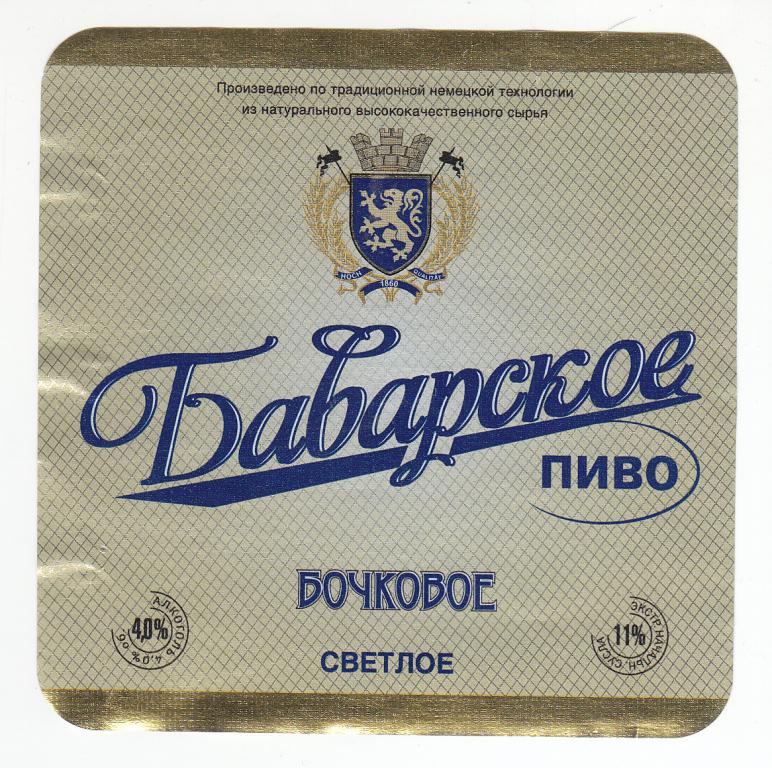 Произведено по традиционной немецкой технологии
из натурального высококачественного сырья
HOCH QUALITÄT
1860
Баварское
ПИВО
БОЧКОВОЕ
4,0%
АЛКОГОЛЬ 4,0% об.
11%
ЭКСТР. НАЧАЛЬН. СУСЛА
СВЕТЛОЕ